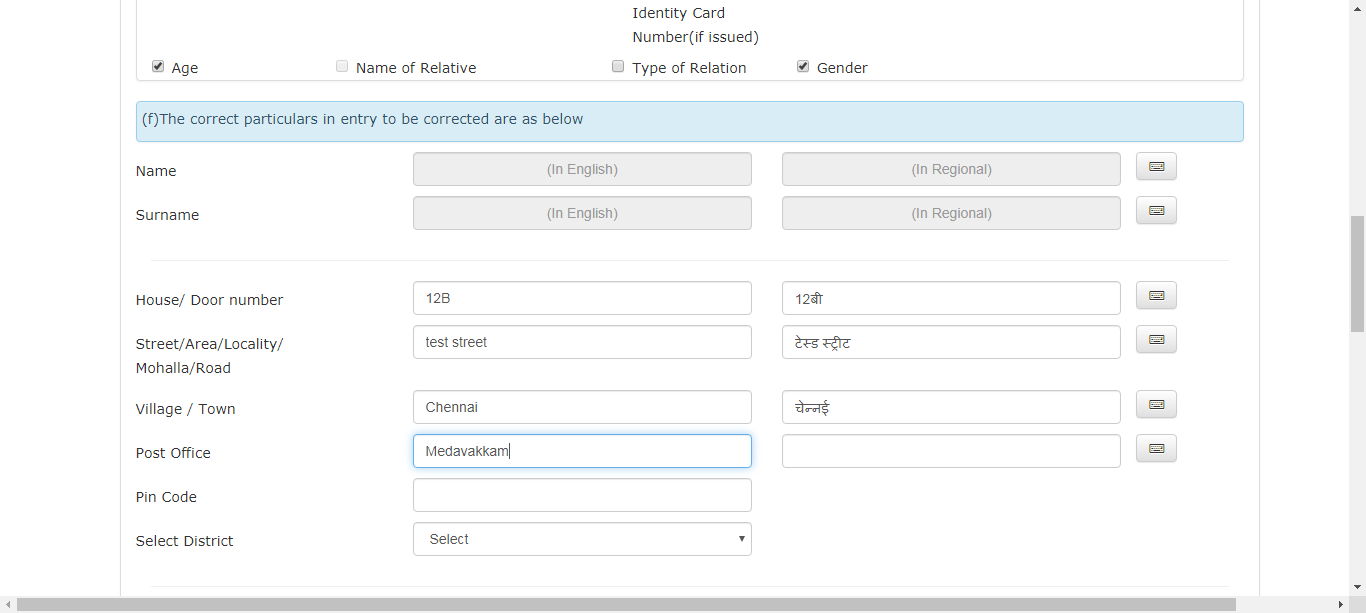 Identity Card
Number(if issued)
Age Name of Relative Type of Relation Gender
(f)The correct particulars in entry to be corrected are as below
Name (In English) (In Regional)
Surname (In English) (In Regional)
House/ Door number 12B 12बी
Street/Area/Locality/ test street टेस्ड स्ट्रीट
Mohalla/Road
Village / Town Chennai चेन्नई
Post Office Medavakkam
Pin Code
Select District Select